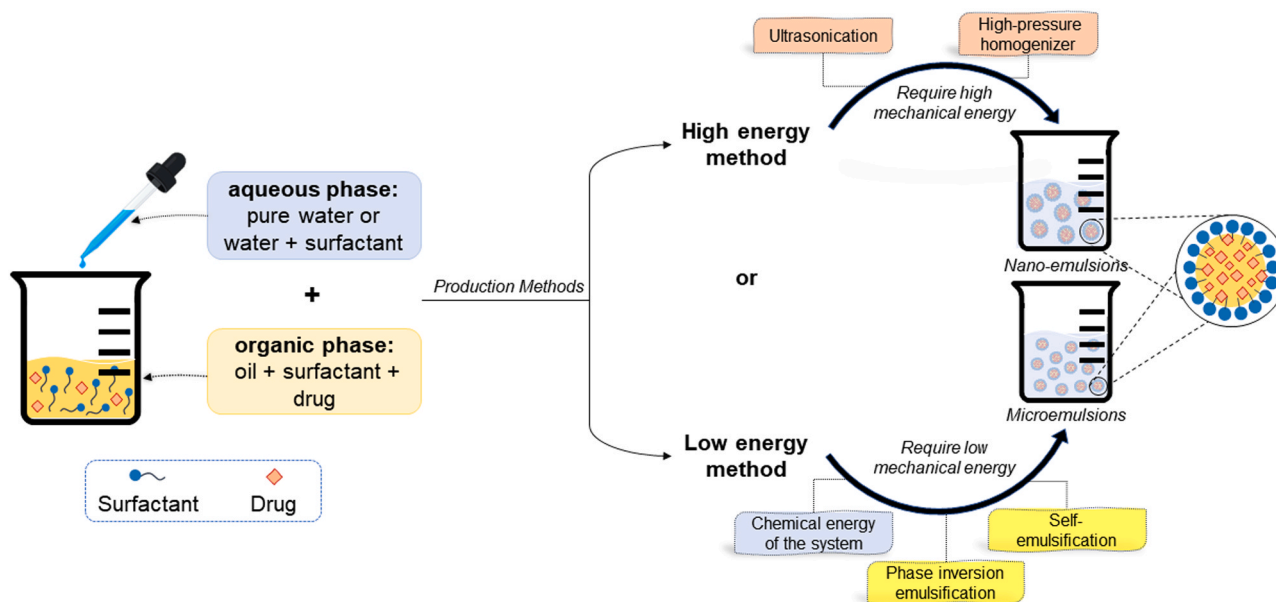 aqueous phase:
pure water or
water + surfactant
+
organic phase:
oil + surfactant +
drug
Surfactant
Drug
Production Methods
High energy
method
or
Low energy
method
Ultrasonication
High-pressure
homogenizer
Require high
mechanical energy
Nano-emulsions
Microemulsions
Require low
mechanical energy
Chemical energy
of the system
Phase inversion
emulsification
Self-
emulsification